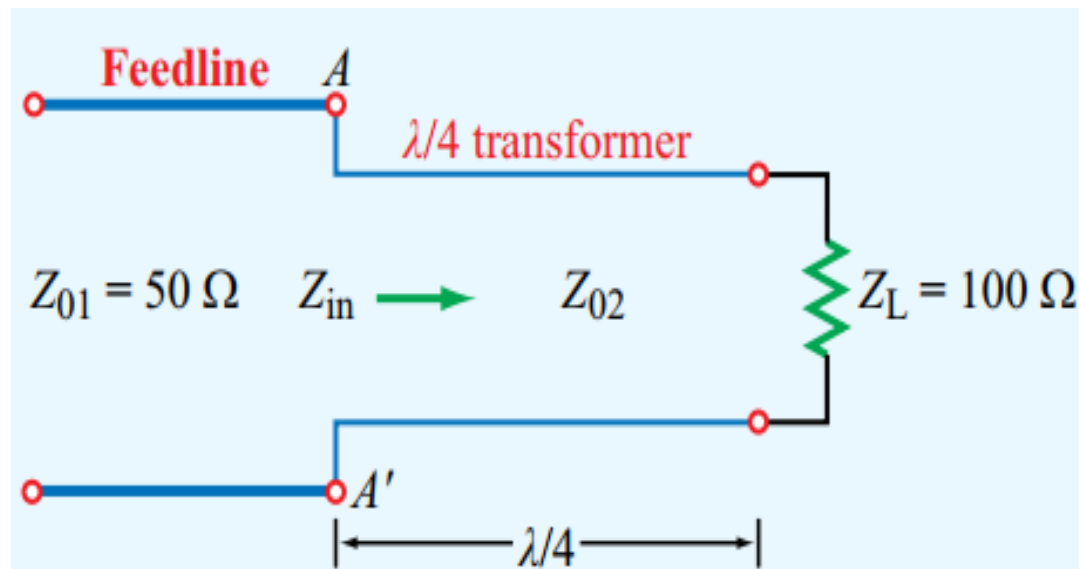 Feedline A
λ/4 transformer
Z01 = 50 Ω Zin Z02 ZL = 100 Ω
A'
λ/4